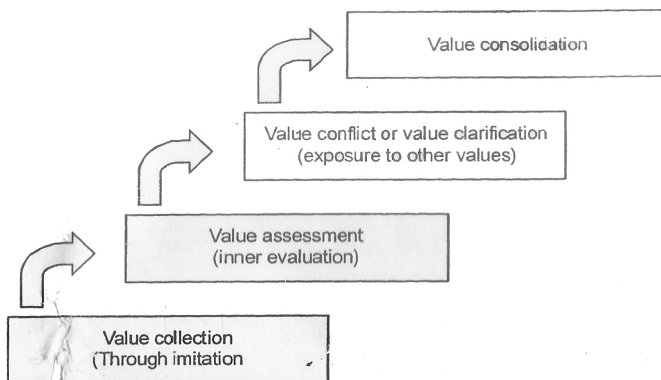 Value consolidation
Value conflict or value clarification
(exposure to other values)
Value assessment
(inner evaluation)
Value collection
(Through imitation